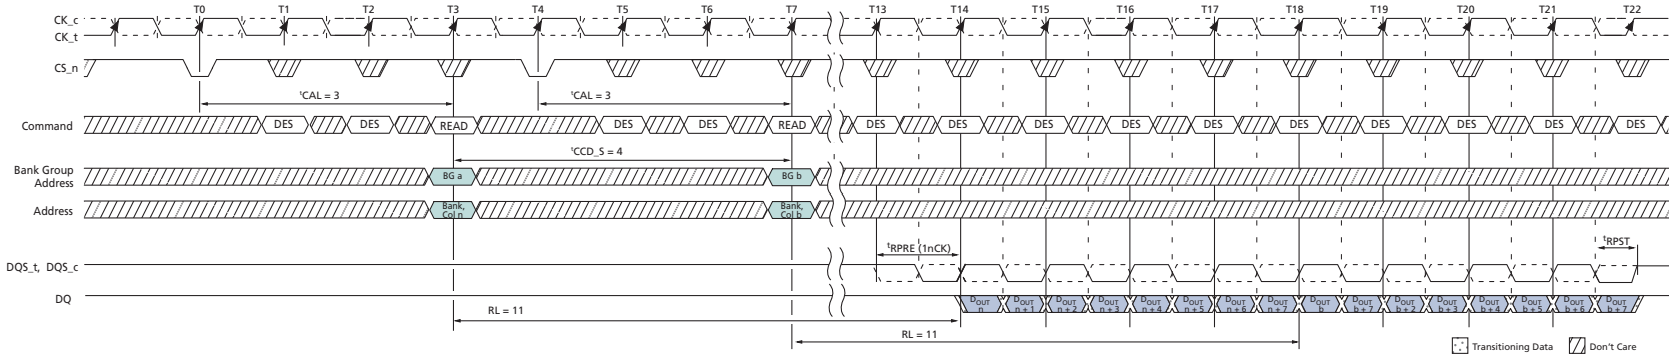 T0 T1 T2 T3 T4 T5 T6 T7 T13 T14 T15 T16 T17 T18 T19 T20 T21 T22
CK_c
CK_t
CS_n
tCAL = 3 tCAL = 3
Command DES DES READ DES DES READ DES DES DES DES DES DES DES DES DES DES
tCCD_S = 4
Bank Group
Address BG a BG b
Address Bank, Col n Bank, Col b
tRPRE (1nCK) tRPST
DQS_t, DQS_c
DQ DOUT n DOUT n + 1 DOUT n + 2 DOUT n + 3 DOUT n + 4 DOUT n + 5 DOUT n + 6 DOUT n + 7 DOUT b DOUT b + 7 DOUT b + 2 DOUT b + 3 DOUT b + 4 DOUT b + 5 DOUT b + 6 DOUT b + 7
RL = 11
RL = 11
Transitioning Data Don't Care